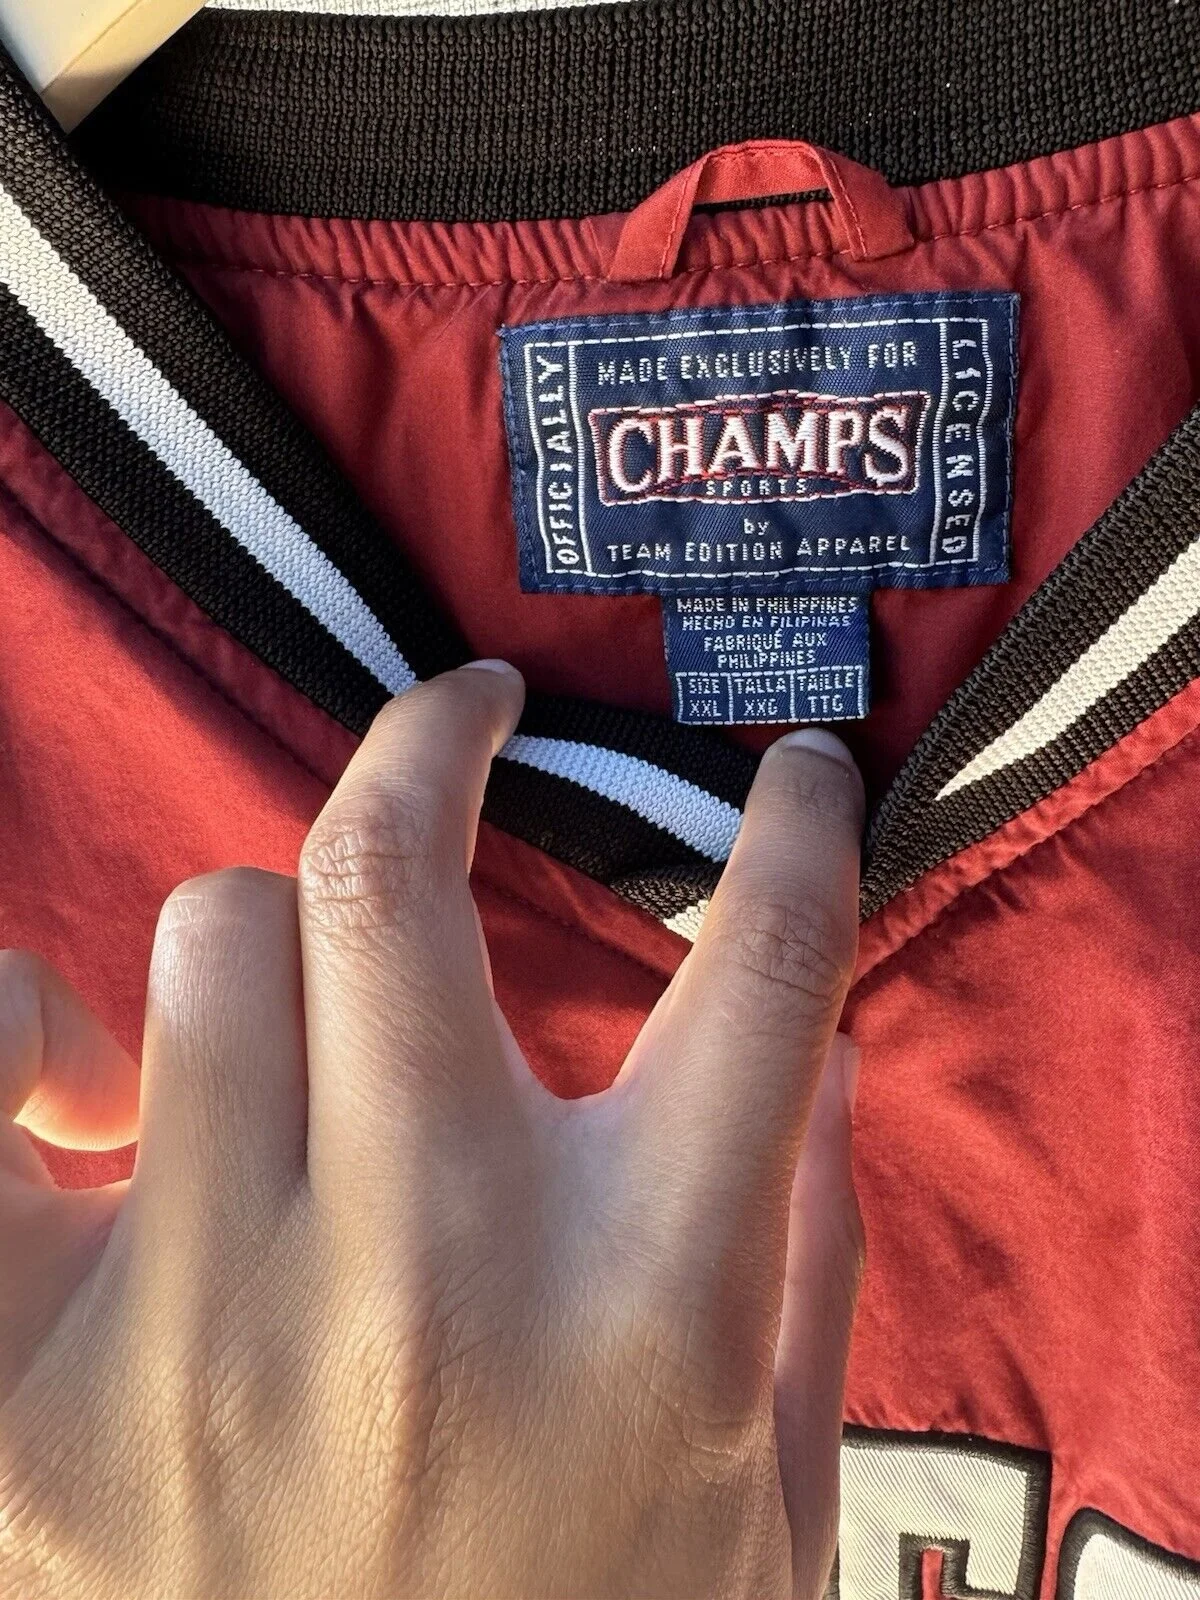 OFFICIALLY
MADE EXCLUSIVELY FOR
CHAMPS
SPORTS
by
TEAM EDITION APPAREL
LICENSED
MADE IN PHILIPPINES
HECHO EN FILIPINAS
FABRIQUÉ AUX
PHILIPPINES
SIZE TALLA TAILLE
XXL XXG TTG